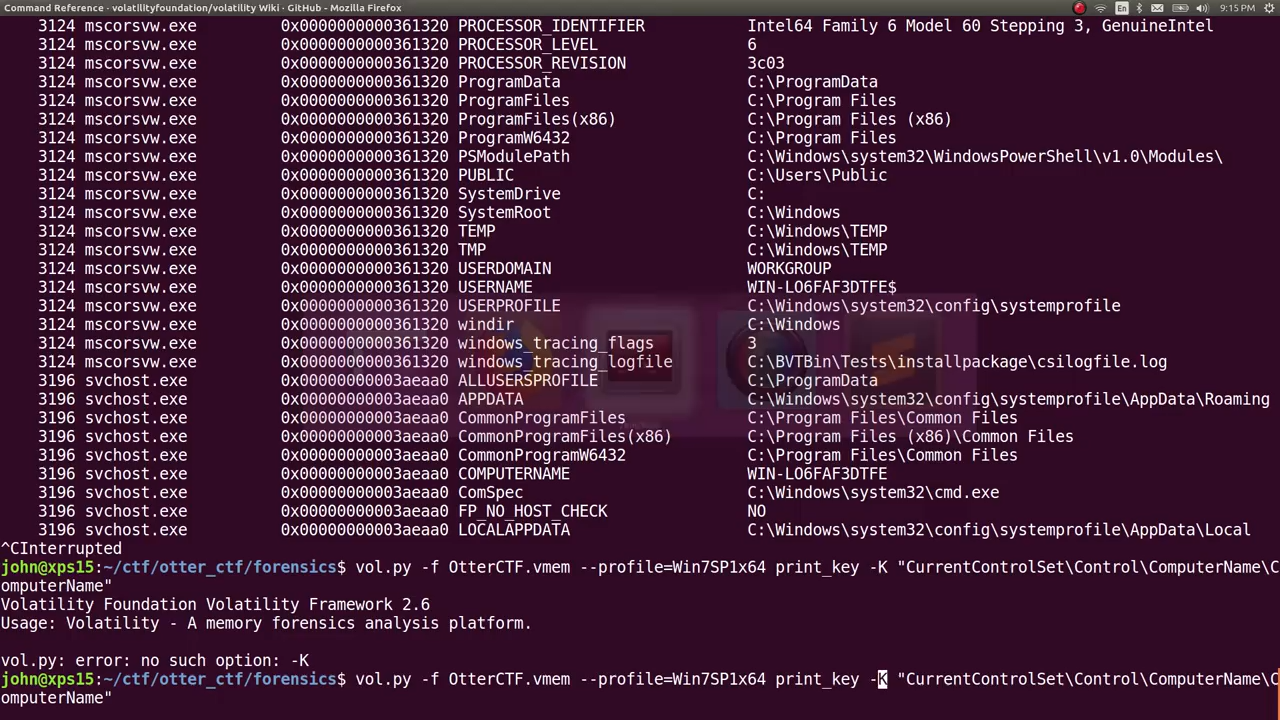 Command Reference · volatilityfoundation/volatility Wiki · GitHub - Mozilla Firefox
En
9:15 PM
3124 mscorsvw.exe 0x0000000000361320 PROCESSOR_IDENTIFIER Intel64 Family 6 Model 60 Stepping 3, GenuineIntel
3124 mscorsvw.exe 0x0000000000361320 PROCESSOR_LEVEL 6
3124 mscorsvw.exe 0x0000000000361320 PROCESSOR_REVISION 3c03
3124 mscorsvw.exe 0x0000000000361320 ProgramData C:\ProgramData
3124 mscorsvw.exe 0x0000000000361320 ProgramFiles C:\Program Files
3124 mscorsvw.exe 0x0000000000361320 ProgramFiles(x86) C:\Program Files (x86)
3124 mscorsvw.exe 0x0000000000361320 ProgramW6432 C:\Program Files
3124 mscorsvw.exe 0x0000000000361320 PSModulePath C:\Windows\system32\WindowsPowerShell\v1.0\Modules\
3124 mscorsvw.exe 0x0000000000361320 PUBLIC C:\Users\Public
3124 mscorsvw.exe 0x0000000000361320 SystemDrive C:
3124 mscorsvw.exe 0x0000000000361320 SystemRoot C:\Windows
3124 mscorsvw.exe 0x0000000000361320 TEMP C:\Windows\TEMP
3124 mscorsvw.exe 0x0000000000361320 TMP C:\Windows\TEMP
3124 mscorsvw.exe 0x0000000000361320 USERDOMAIN WORKGROUP
3124 mscorsvw.exe 0x0000000000361320 USERNAME WIN-LO6FAF3DTFE$
3124 mscorsvw.exe 0x0000000000361320 USERPROFILE C:\Windows\system32\config\systemprofile
3124 mscorsvw.exe 0x0000000000361320 windir C:\Windows
3124 mscorsvw.exe 0x0000000000361320 windows_tracing_flags 3
3124 mscorsvw.exe 0x0000000000361320 windows_tracing_logfile C:\BVTBin\Tests\installpackage\csilogfile.log
3196 svchost.exe 0x00000000003aeaa0 ALLUSERSPROFILE C:\ProgramData
3196 svchost.exe 0x00000000003aeaa0 APPDATA C:\Windows\system32\config\systemprofile\AppData\Roaming
3196 svchost.exe 0x00000000003aeaa0 CommonProgramFiles C:\Program Files\Common Files
3196 svchost.exe 0x00000000003aeaa0 CommonProgramFiles(x86) C:\Program Files (x86)\Common Files
3196 svchost.exe 0x00000000003aeaa0 CommonProgramW6432 C:\Program Files\Common Files
3196 svchost.exe 0x00000000003aeaa0 COMPUTERNAME WIN-LO6FAF3DTFE
3196 svchost.exe 0x00000000003aeaa0 ComSpec C:\Windows\system32\cmd.exe
3196 svchost.exe 0x00000000003aeaa0 FP_NO_HOST_CHECK NO
3196 svchost.exe 0x00000000003aeaa0 LOCALAPPDATA C:\Windows\system32\config\systemprofile\AppData\Local
^CInterrupted
john@xps15:~/ctf/otter_ctf/forensics$ vol.py -f OtterCTF.vmem --profile=Win7SP1x64 print_key -K "CurrentControlSet\Control\ComputerName\C
omputerName"
Volatility Foundation Volatility Framework 2.6
Usage: Volatility - A memory forensics analysis platform.
vol.py: error: no such option: -K
john@xps15:~/ctf/otter_ctf/forensics$ vol.py -f OtterCTF.vmem --profile=Win7SP1x64 print_key -K "CurrentControlSet\Control\ComputerName\C
omputerName"